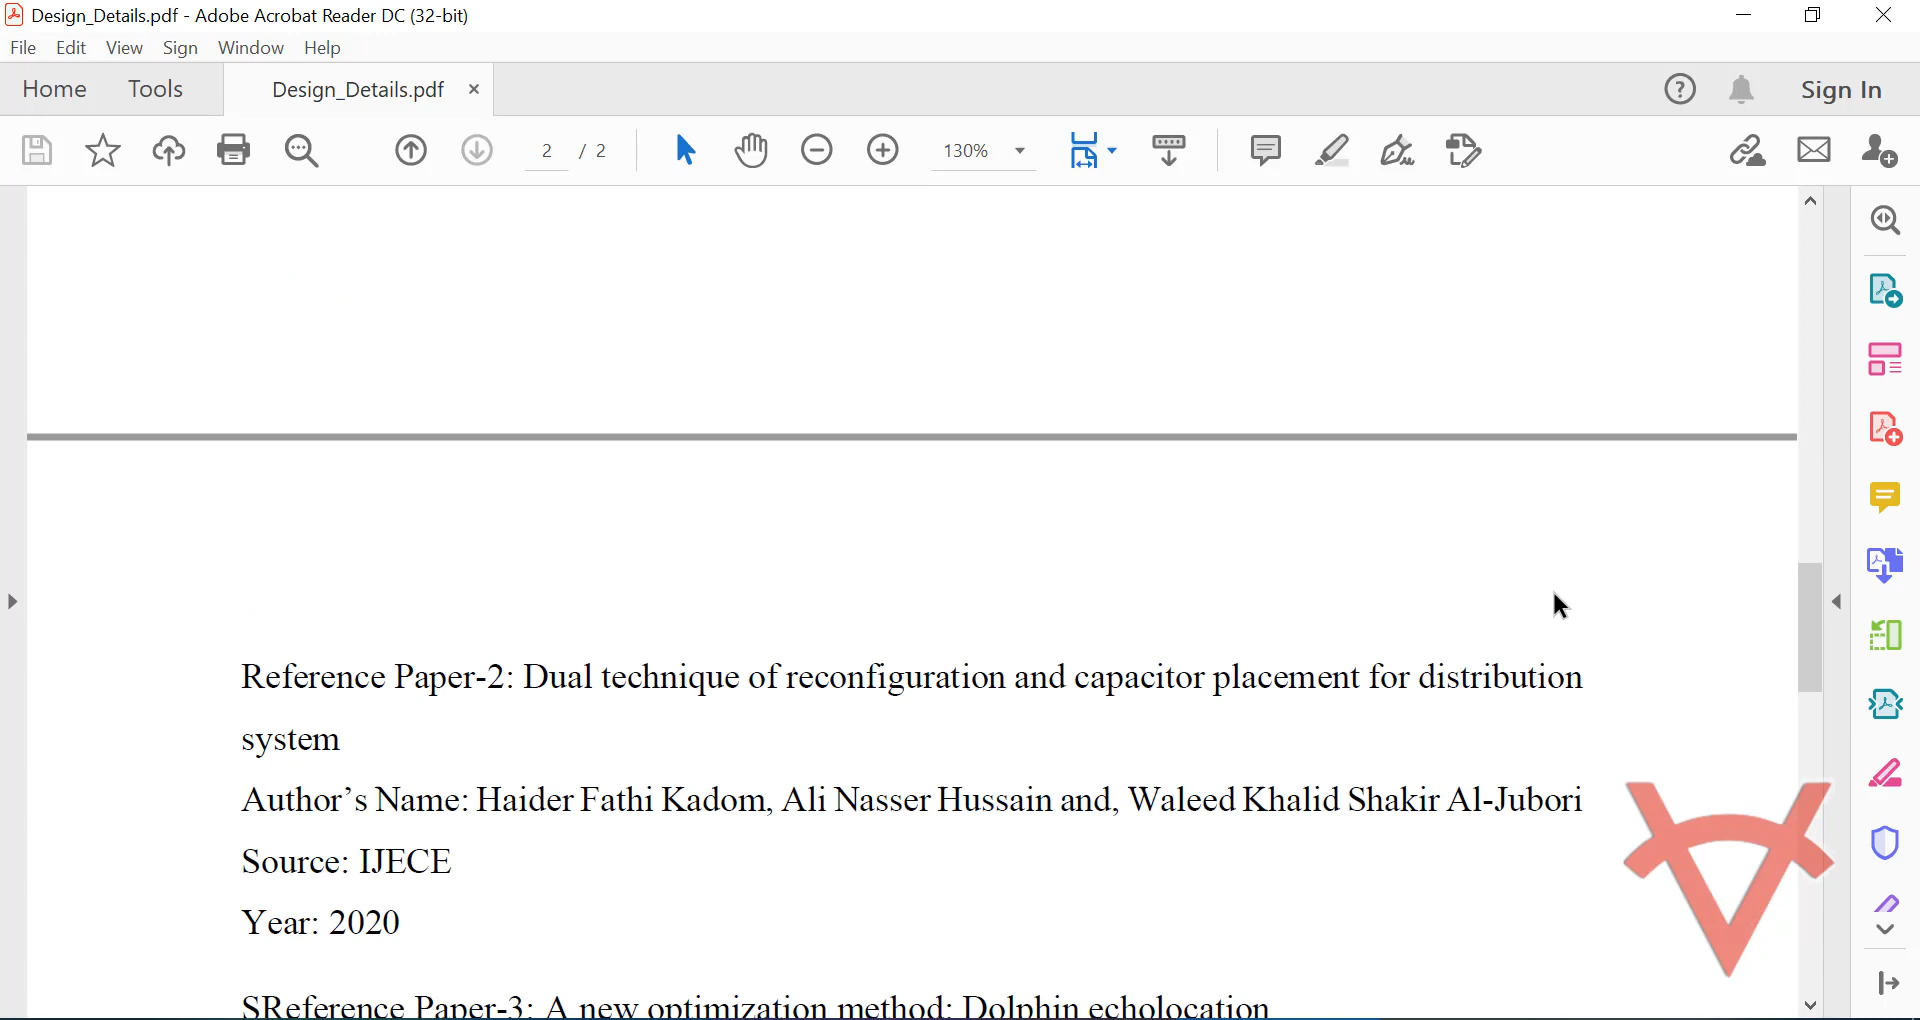 Design_Details.pdf - Adobe Acrobat Reader DC (32-bit)
File Edit View Sign Window Help
Home Tools Design_Details.pdf × Sign In
2 / 2 130%
Reference Paper-2: Dual technique of reconfiguration and capacitor placement for distribution
system
Author's Name: Haider Fathi Kadom, Ali Nasser Hussain and, Waleed Khalid Shakir Al-Jubori
Source: IJECE
Year: 2020
SReference Paper-3: A new optimization method: Dolphin echolocation